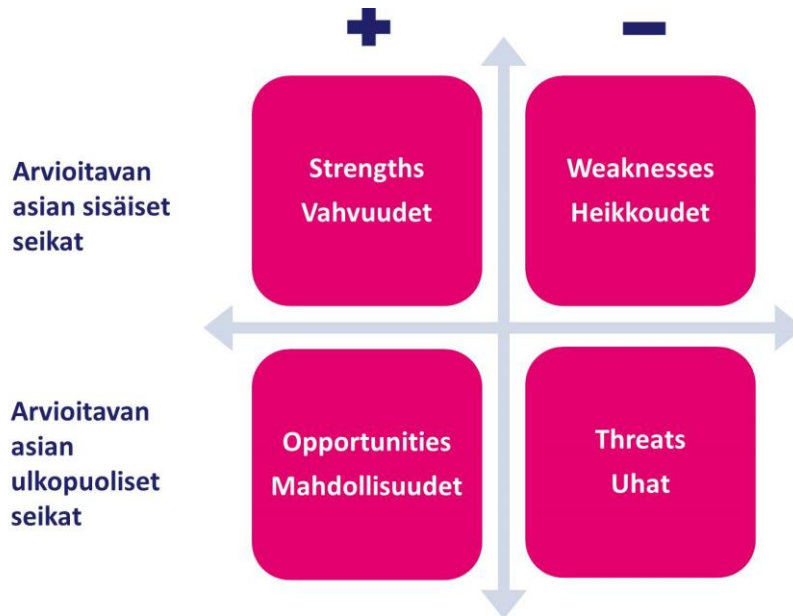 +
−
Arvioitavan
asian sisäiset
seikat
Strengths
Vahvuudet
Weaknesses
Heikkoudet
Arvioitavan
asian
ulkopuoliset
seikat
Opportunities
Mahdollisuudet
Threats
Uhat